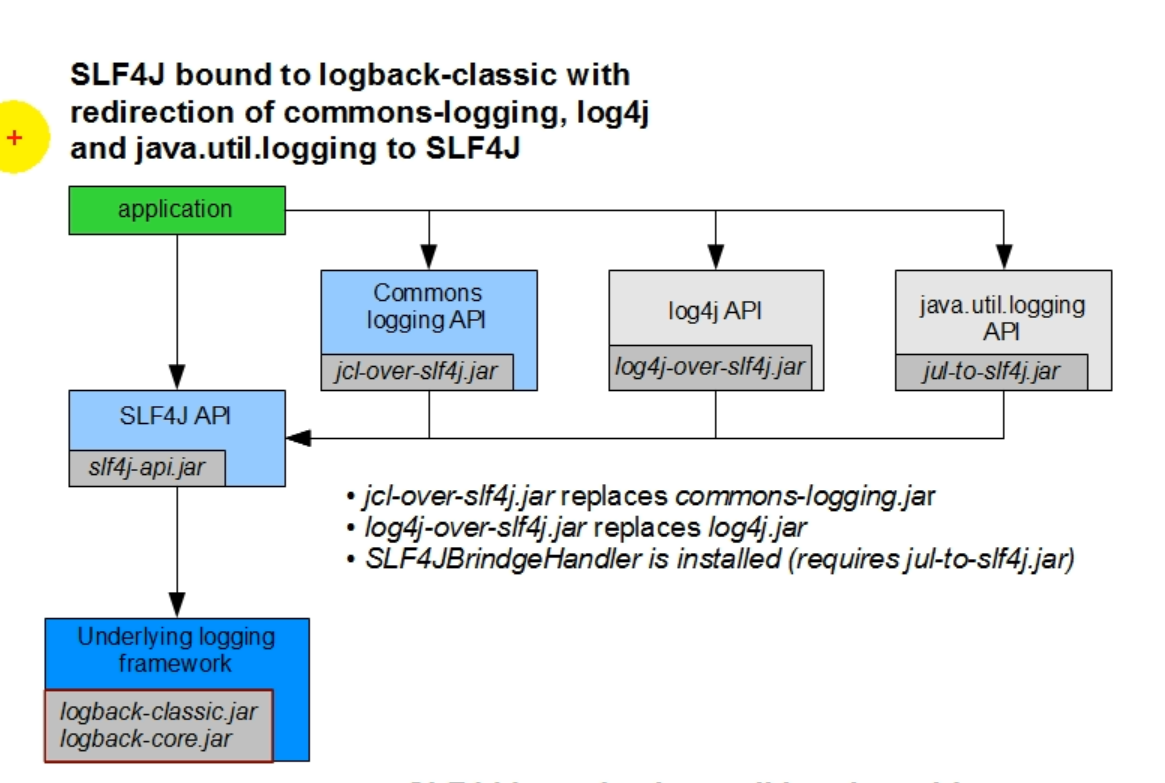 SLF4J bound to logback-classic with
redirection of commons-logging, log4j
and java.util.logging to SLF4J
application
Commons
logging API
jcl-over-slf4j.jar
log4j API
log4j-over-slf4j.jar
java.util.logging
API
jul-to-slf4j.jar
SLF4J API
slf4j-api.jar
• jcl-over-slf4j.jar replaces commons-logging.jar
• log4j-over-slf4j.jar replaces log4j.jar
• SLF4JBrindgeHandler is installed (requires jul-to-slf4j.jar)
Underlying logging
framework
logback-classic.jar
logback-core.jar